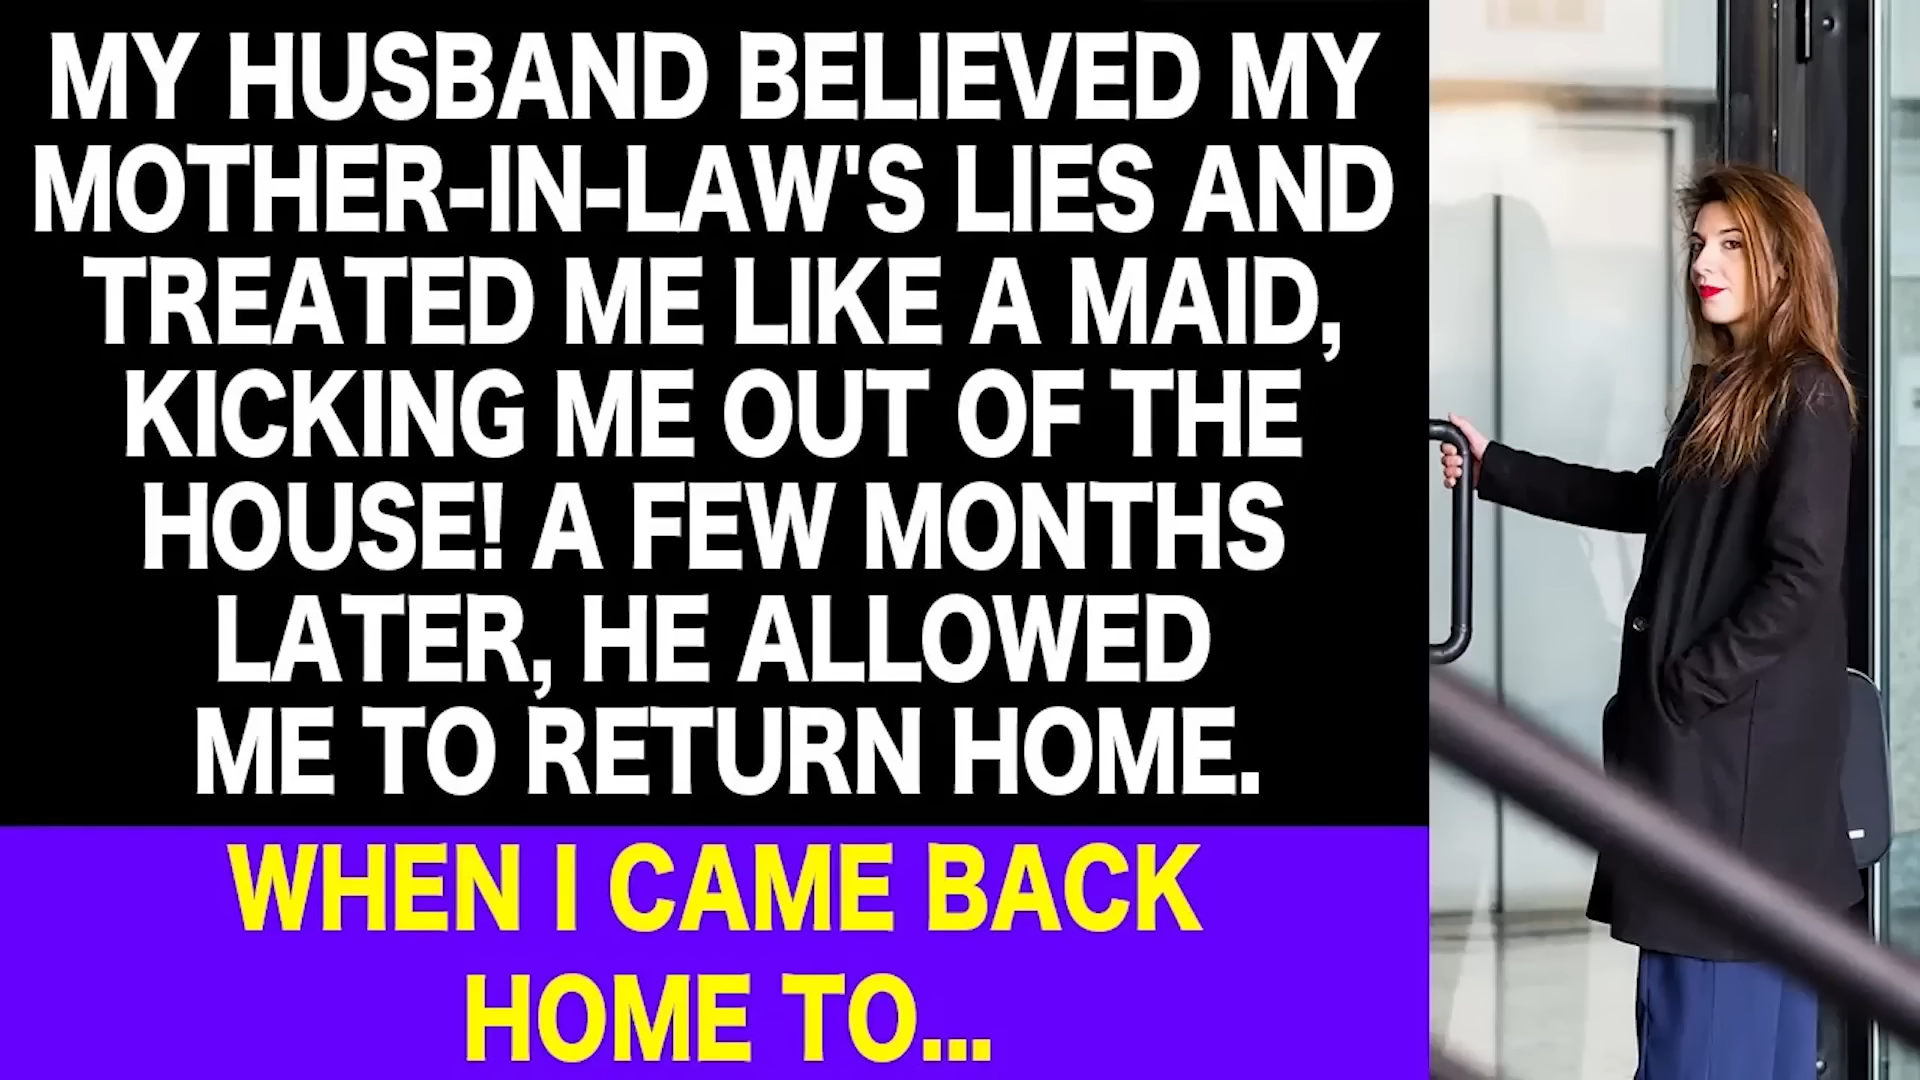 MY HUSBAND BELIEVED MY
MOTHER-IN-LAW'S LIES AND
TREATED ME LIKE A MAID,
KICKING ME OUT OF THE
HOUSE! A FEW MONTHS
LATER, HE ALLOWED
ME TO RETURN HOME.
WHEN I CAME BACK
HOME TO...